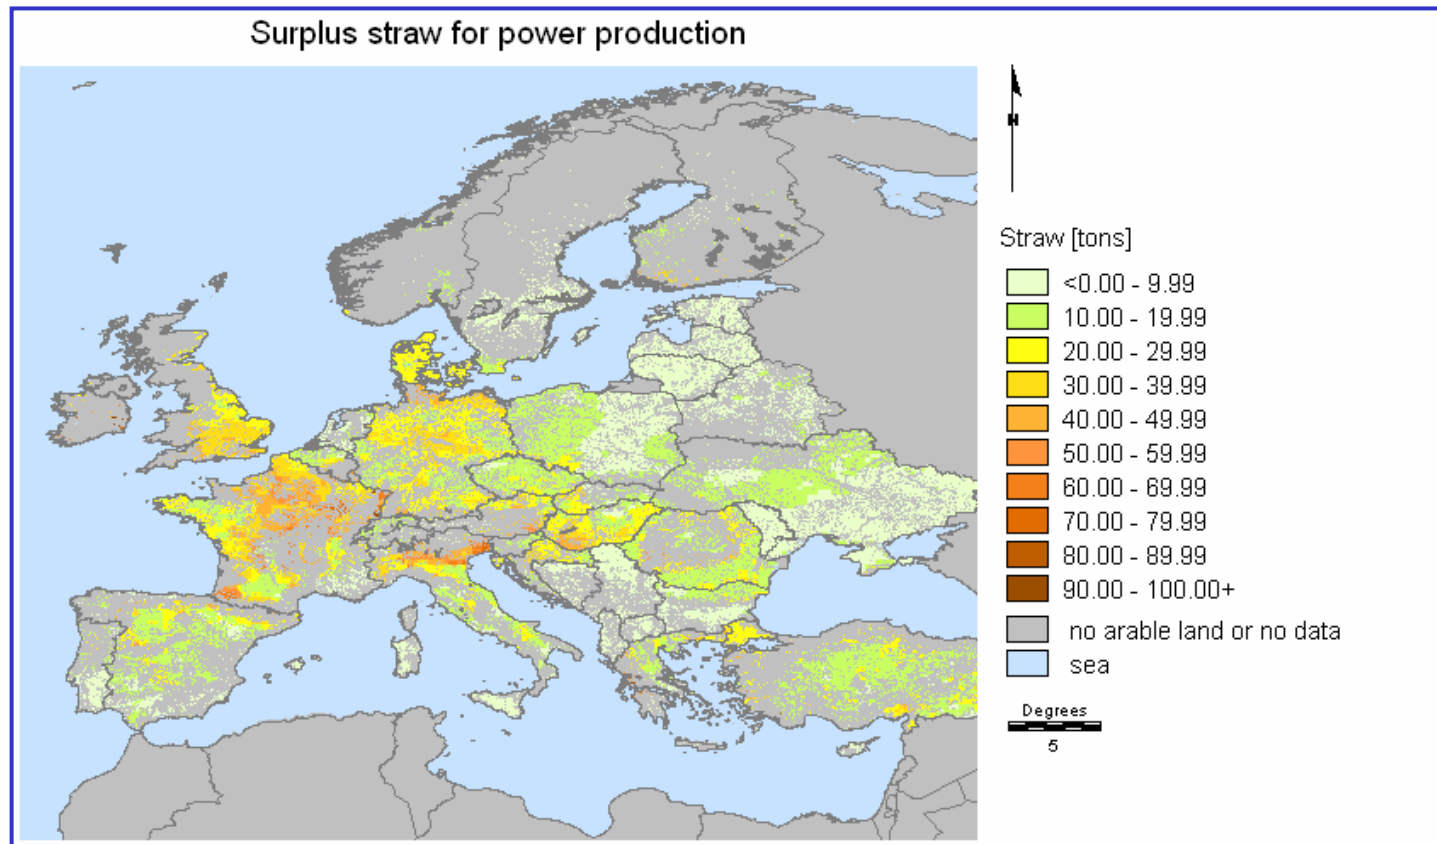 Surplus straw for power production
N
Straw [tons]
<0.00 - 9.99
10.00 - 19.99
20.00 - 29.99
30.00 - 39.99
40.00 - 49.99
50.00 - 59.99
60.00 - 69.99
70.00 - 79.99
80.00 - 89.99
90.00 - 100.00+
no arable land or no data
sea
Degrees
5